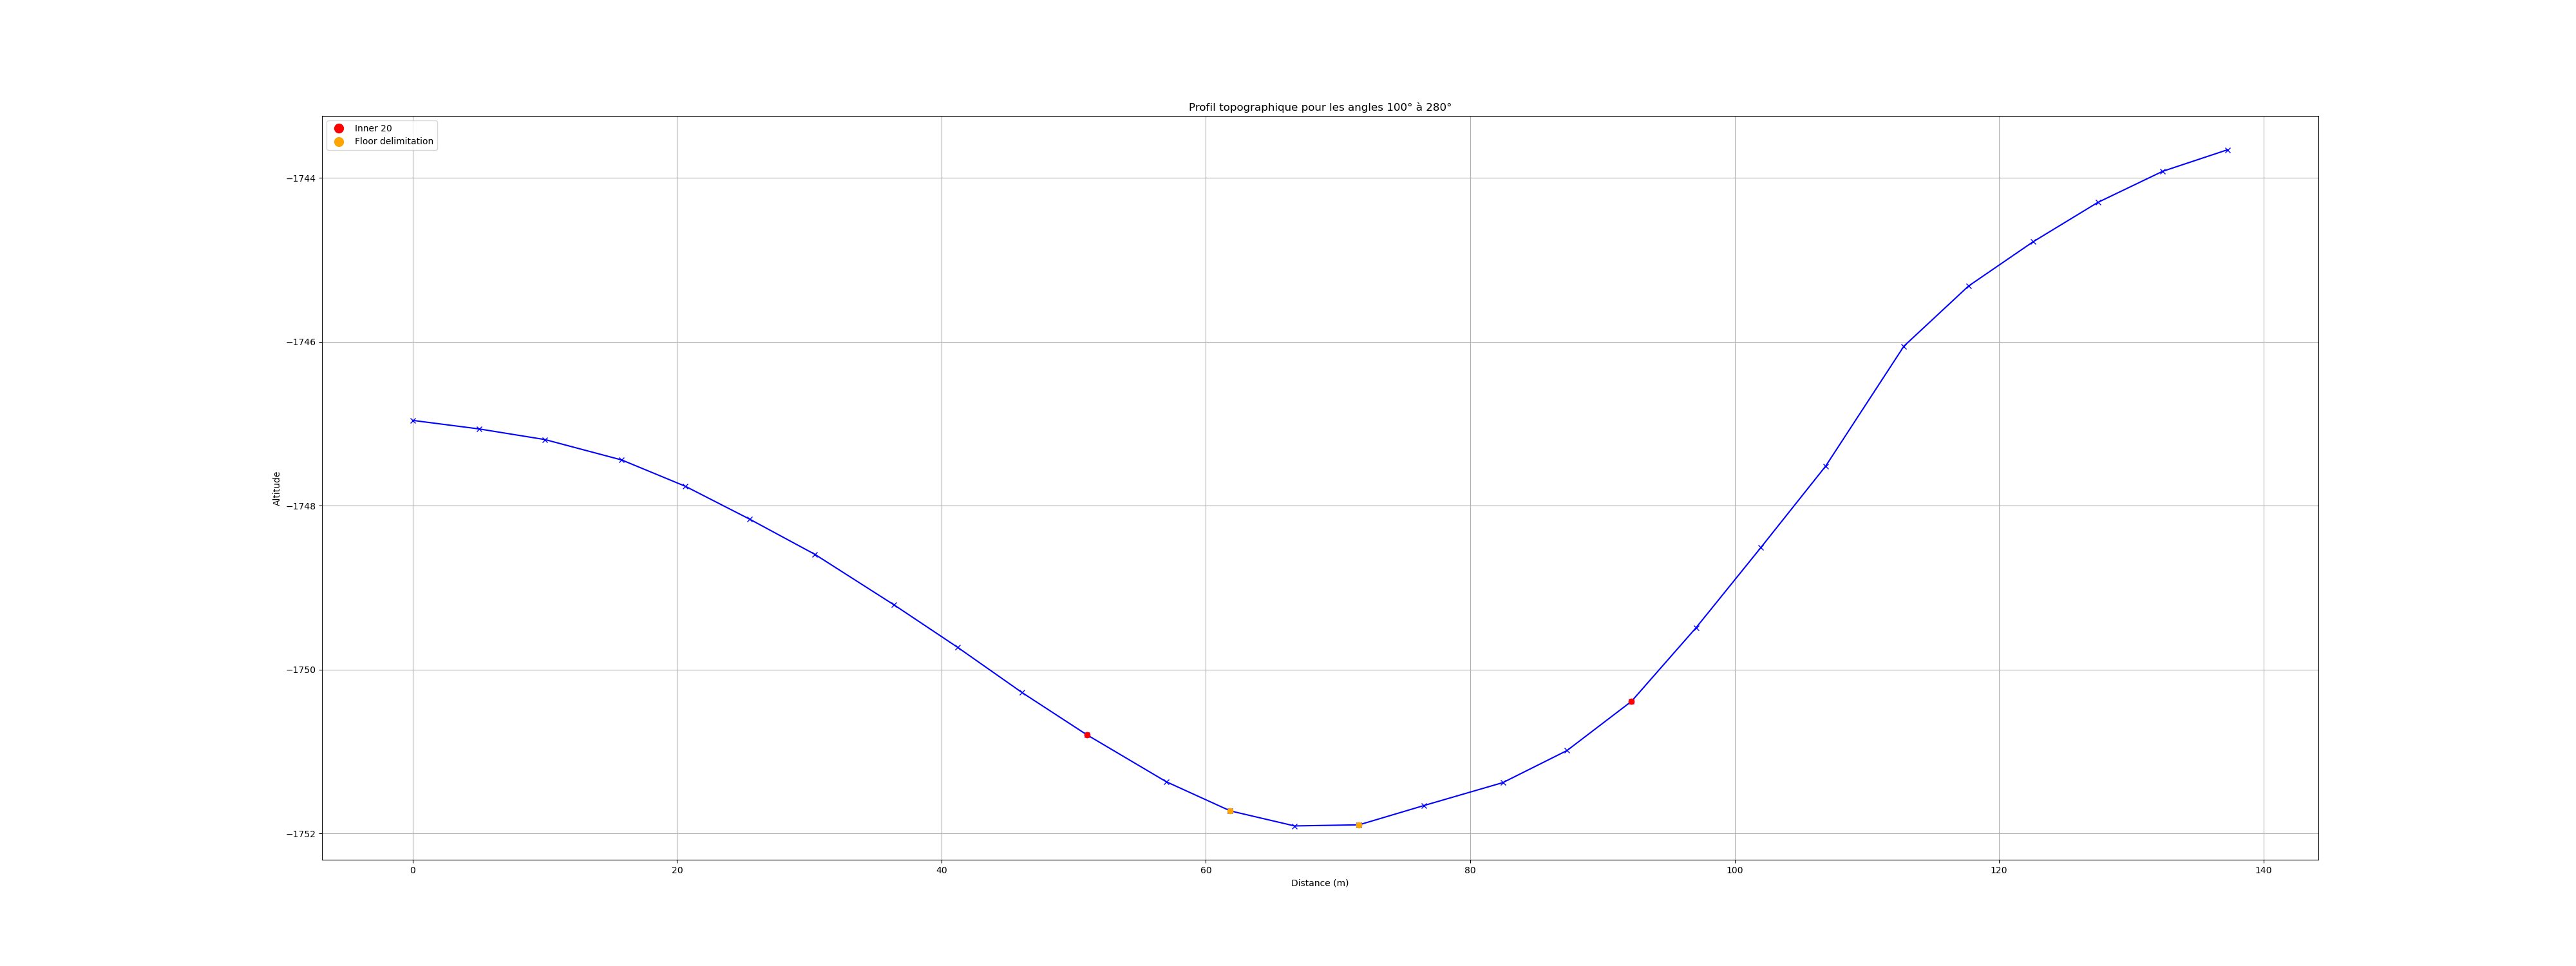 Profil topographique pour les angles 100° à 280°
Inner 20
Floor delimitation
−1744
−1746
−1748
−1750
−1752
Altitude
0 20 40 60 80 100 120 140
Distance (m)